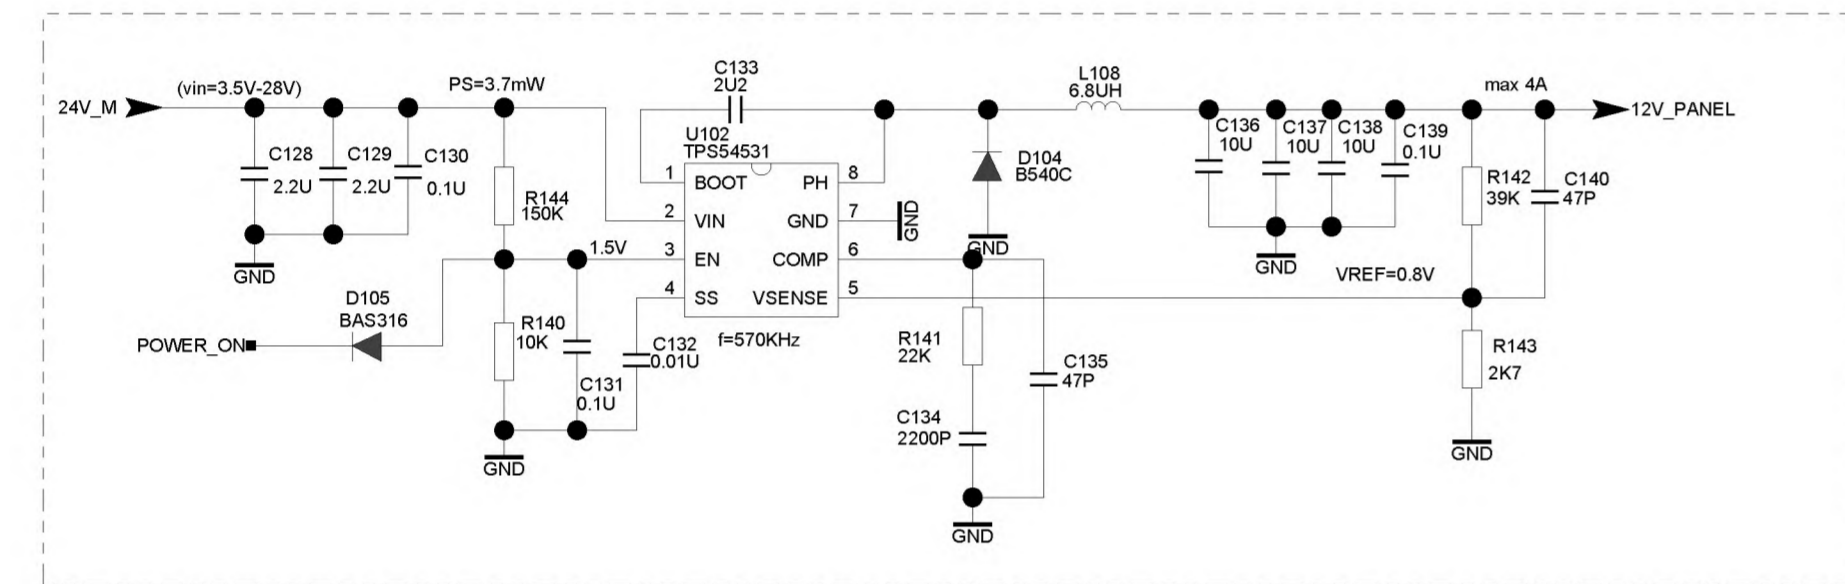 24V_M
(vin=3.5V-28V)
PS=3.7mW
C133
2U2
L108
6.8UH
max 4A
12V_PANEL
C128
2.2U
C129
2.2U
C130
0.1U
GND
R144
150K
U102
TPS54531
1 BOOT
2 VIN
3 EN
4 SS
PH 8
GND 7
COMP 6
VSENSE 5
f=570KHz
GND
D104
B540C
GND
C136
10U
C137
10U
C138
10U
C139
0.1U
GND
R142
39K
C140
47P
VREF=0.8V
1.5V
D105
BAS316
POWER_ON
R140
10K
C131
0.1U
C132
0.01U
GND
R141
22K
C135
47P
C134
2200P
GND
R143
2K7
GND